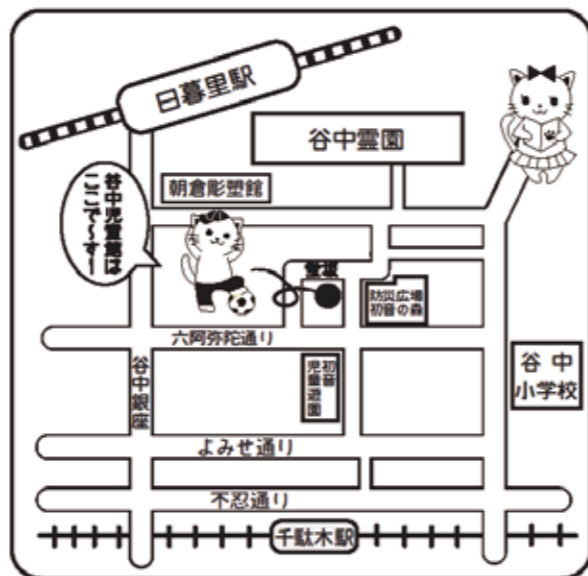 日暮里駅
谷中霊園
朝倉彫塑館
谷中児童館は
ここで～すー
螢坂
防災広場
初音の森
六阿弥陀通り
初音
児童遊園
谷中銀座
谷中
小学校
よみせ通り
不忍通り
千駄木駅